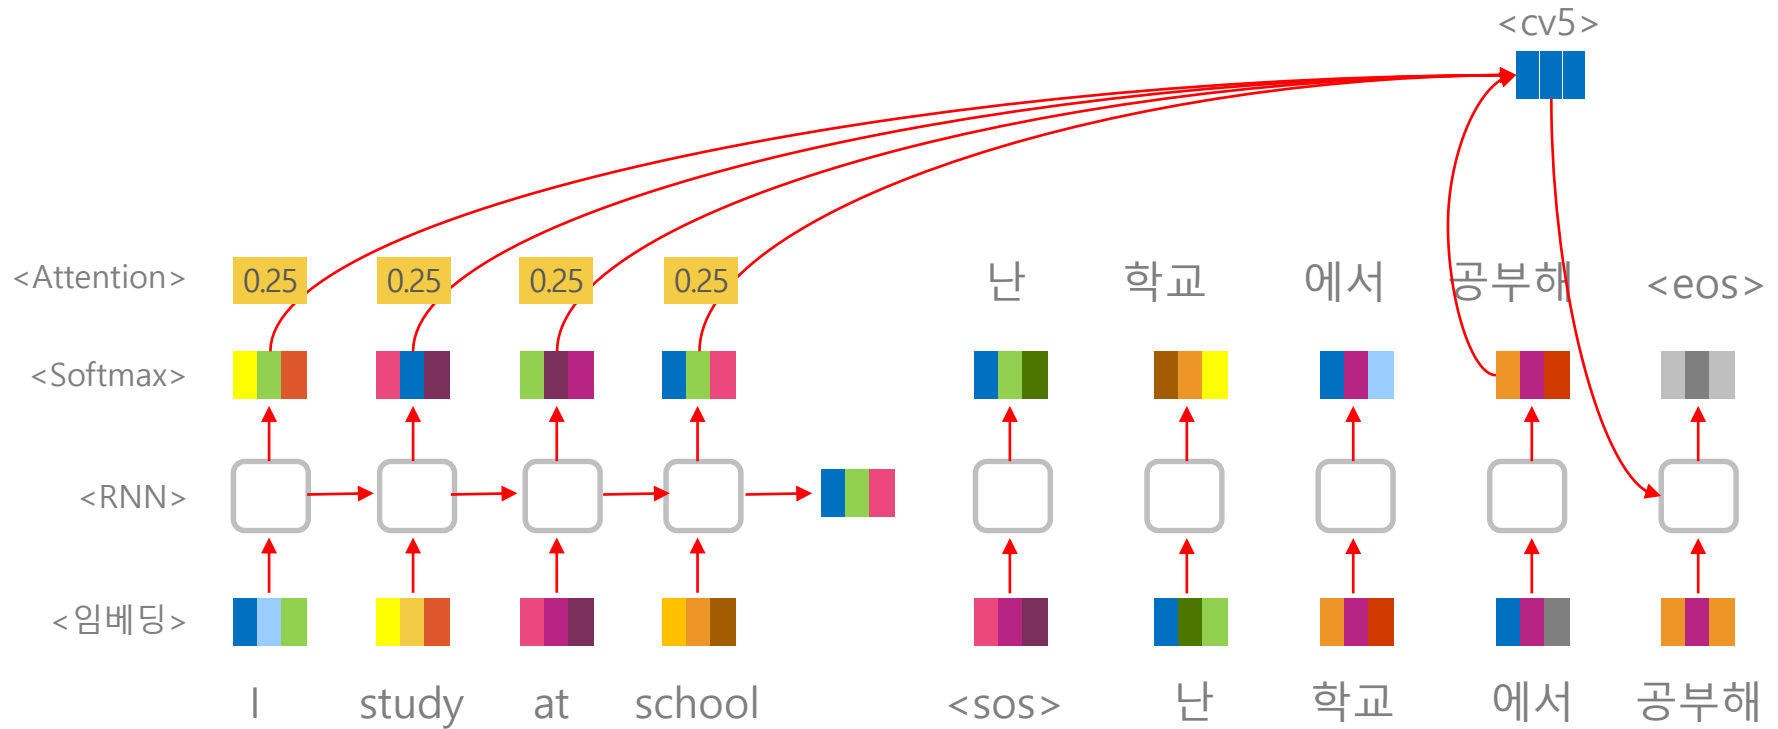 <cv5>
<Attention> 0.25 0.25 0.25 0.25 난 학교 에서 공부해 <eos>
<Softmax>
<RNN>
<임베딩>
I study at school <sos> 난 학교 에서 공부해